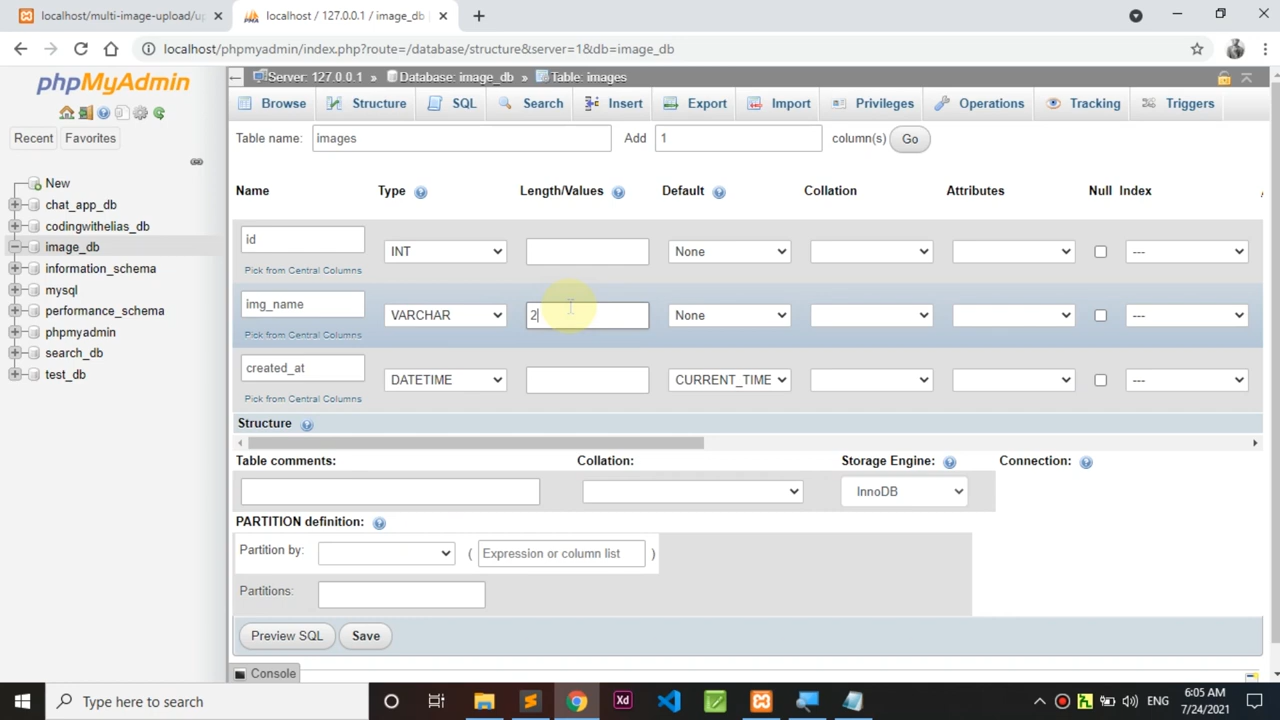 localhost/multi-image-upload/up
localhost / 127.0.0.1 / image_db |
localhost/phpmyadmin/index.php?route=/database/structure&server=1&db=image_db
phpMyAdmin
Recent Favorites
New
chat_app_db
codingwithelias_db
image_db
information_schema
mysql
performance_schema
phpmyadmin
search_db
test_db
Server: 127.0.0.1 » Database: image_db » Table: images
Browse Structure SQL Search Insert Export Import Privileges Operations Tracking Triggers
Table name: images Add 1 column(s) Go
Name Type Length/Values Default Collation Attributes Null Index
id INT None ---
Pick from Central Columns
img_name VARCHAR 2 None ---
Pick from Central Columns
created_at DATETIME CURRENT_TIME ---
Pick from Central Columns
Structure
Table comments: Collation: Storage Engine: Connection:
InnoDB
PARTITION definition:
Partition by: ( Expression or column list )
Partitions:
Preview SQL Save
Console
Type here to search
Xd
ENG
6:05 AM
7/24/2021